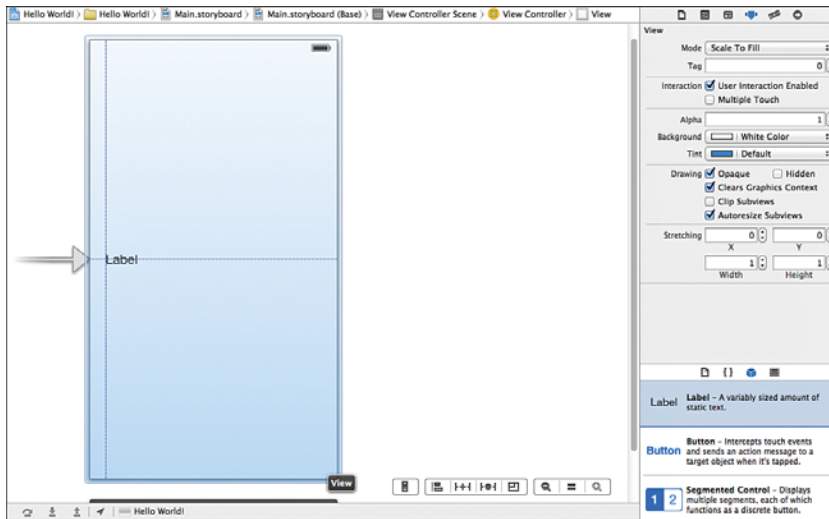 Hello World! 〉 Hello World! 〉 Main.storyboard 〉 Main.storyboard (Base) 〉 View Controller Scene 〉 View Controller 〉 View
Label
View
Hello World!
View
Mode Scale To Fill
Tag 0
Interaction User Interaction Enabled
Multiple Touch
Alpha 1
Background White Color
Tint Default
Drawing Opaque Hidden
Clears Graphics Context
Clip Subviews
Autoresize Subviews
Stretching 0 0
X Y
1 1
Width Height
{ }
Label Label – A variably sized amount of
static text.
Button Button – Intercepts touch events
and sends an action message to a
target object when it's tapped.
1 2 Segmented Control – Displays
multiple segments, each of which
functions as a discrete button.